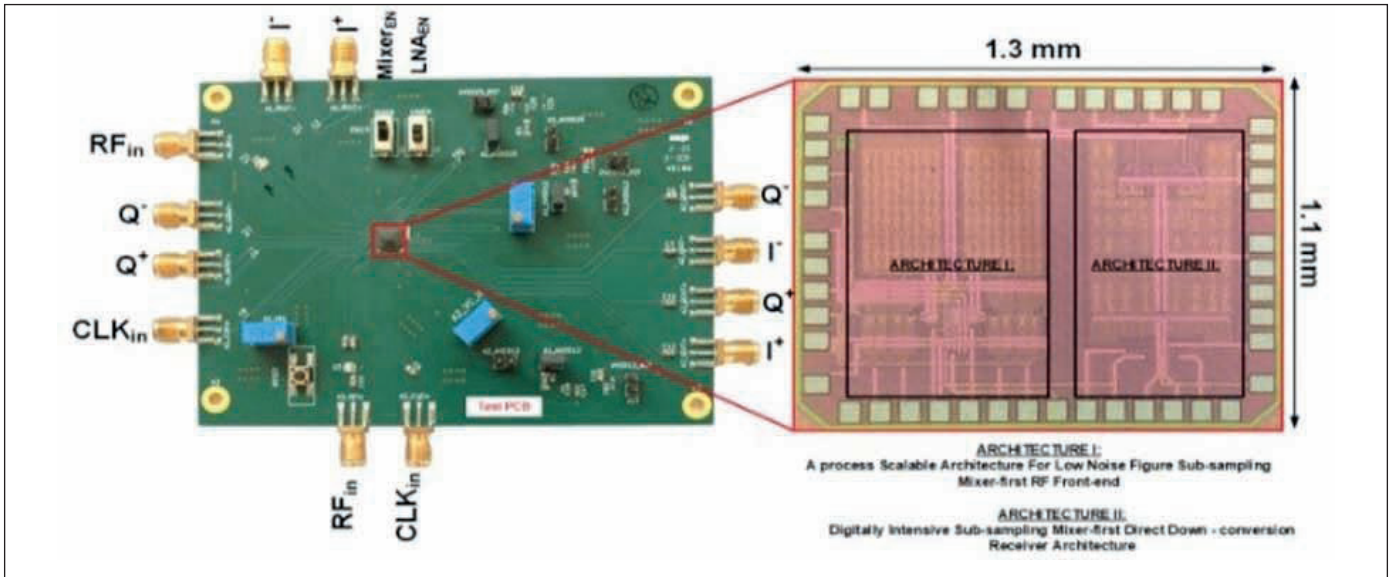 I-
I+
MixerEN
LNAEN
RFin
Q-
Q+
CLKin
RFin
CLKin
Test PCB
Q-
I-
Q+
I+
1.3 mm
1.1 mm
ARCHITECTURE I:
ARCHITECTURE II:
ARCHITECTURE I:
A process Scalable Architecture For Low Noise Figure Sub-sampling
Mixer-first RF Front-end
ARCHITECTURE II:
Digitally Intensive Sub-sampling Mixer-first Direct Down - conversion
Receiver Architecture